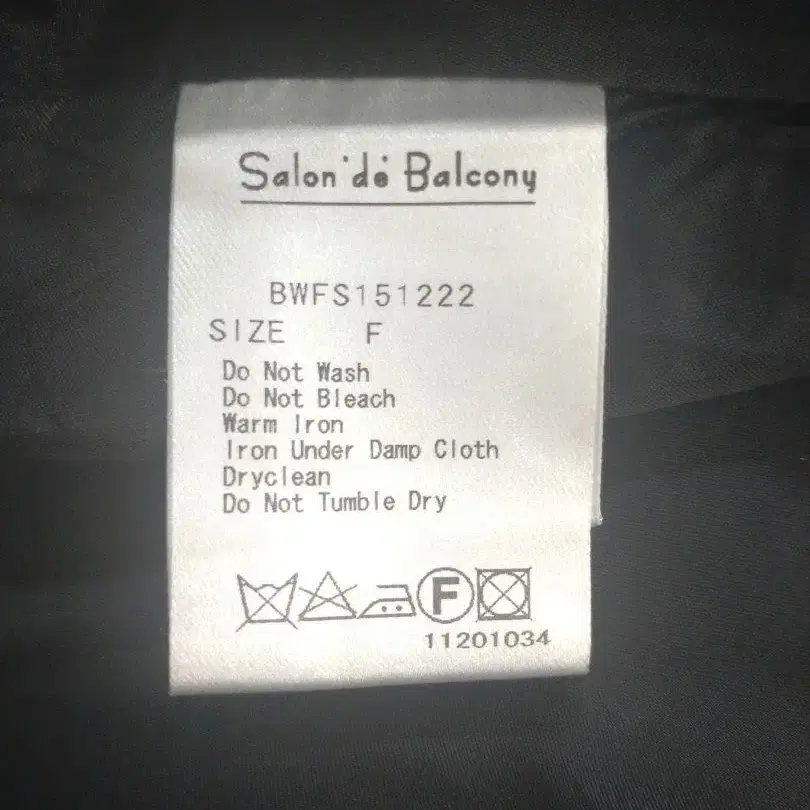 Salon de Balcony
BWFS151222
SIZE F
Do Not Wash
Do Not Bleach
Warm Iron
Iron Under Damp Cloth
Dryclean
Do Not Tumble Dry
F
11201034